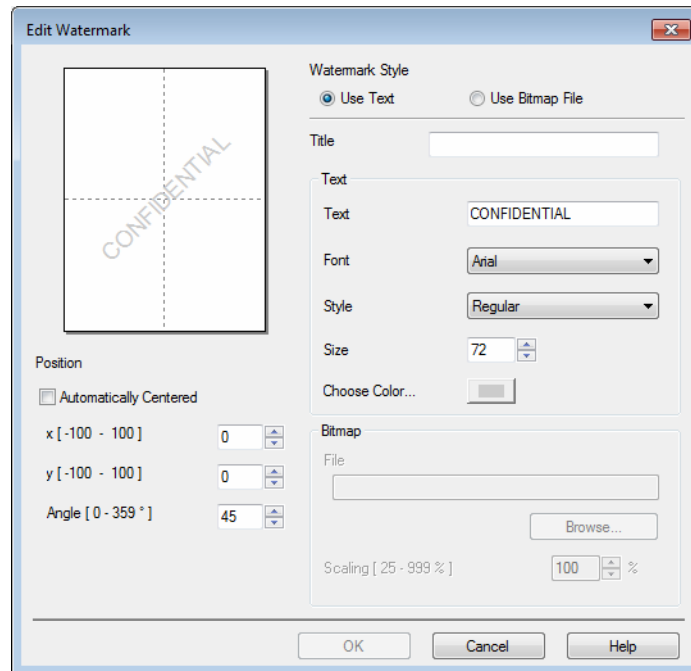 Edit Watermark
CONFIDENTIAL
Position
Automatically Centered
x [ -100 - 100 ] 0
y [ -100 - 100 ] 0
Angle [ 0 - 359 ° ] 45
Watermark Style
Use Text Use Bitmap File
Title
Text
Text CONFIDENTIAL
Font Arial
Style Regular
Size 72
Choose Color...
Bitmap
File
Browse...
Scaling [ 25 - 999 % ] 100 %
OK Cancel Help